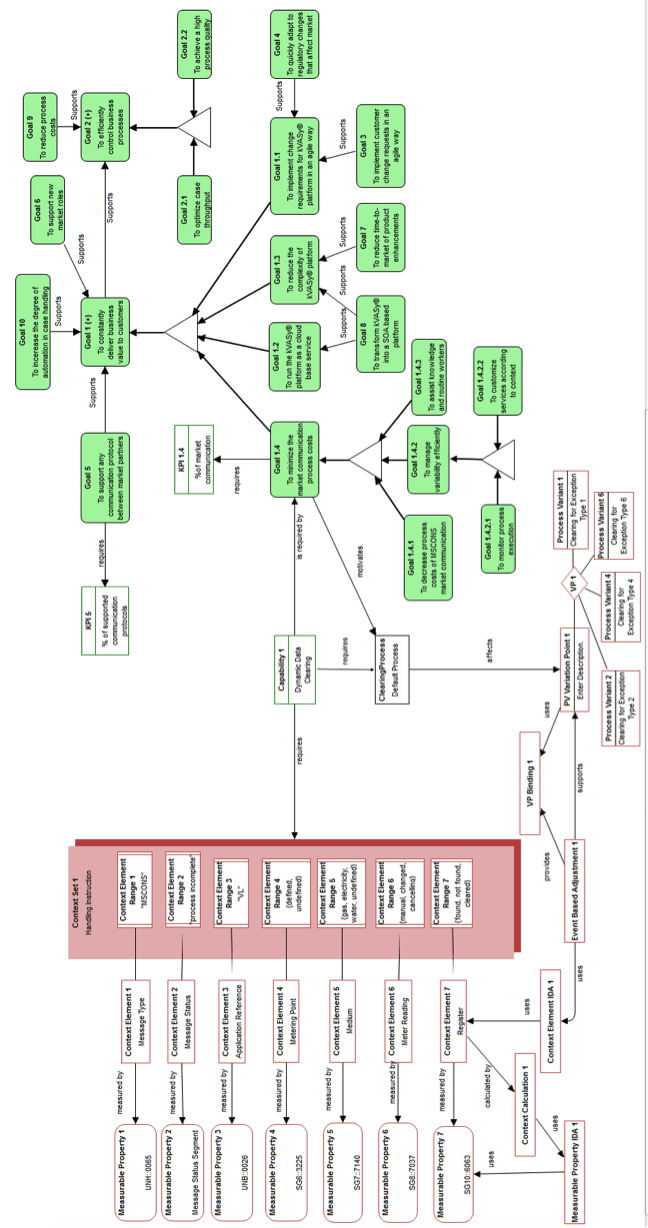 Goal 2.2
To achieve a high
process quality
Goal 4
To quickly adapt to
regulatory changes
that affect market
Goal 9
To reduce process
costs
Supports
Goal 2 (+)
To efficiently
control business
processes
Supports
Goal 1.1
To implement change
requirements for kVASy®
platform in an agile way
Supports
Goal 3
To implement customer
change requests in an
agile way
Goal 6
To support new
market roles
Supports
Supports
Goal 2.1
To optimize case
throughput
Goal 10
To incerease the degree of
automation in case handling
Supports
Goal 1 (+)
To constantly
deliver business
value to customers
Goal 1.3
To reduce the
complexity of
kVASy® platform
Supports
Goal 7
To reduce time-to-
market of product
enhancements
Supports
Goal 1.2
To run the kVASy®
platform as a cloud
base service
Supports
Goal 8
To transform kVASy®
into a SOA based
platform
Supports
Goal 5
To support any
communication protocol
between market partners
KPI 1.4
%of market
communication
requires
Goal 1.4
To minimize the
market communication
process costs
Goal 1.4.3
To assist knowledge
and routine workers
Goal 1.4.2
To manage
variability efficiently
Goal 1.4.2.2
To customize
services according
to context
Goal 1.4.1
To decrease process
costs of MSCONS
market communication
Goal 1.4.2.1
To monitor process
execution
requires
KPI 5
% of supported
communication
protocols
is required by
motivates
Capability 1
Dynamic Data
Clearing
requires
ClearingProcess
Default Process
affects
requires
Process Variant 1
Clearing for Exception
Type 1
Process Variant 6
Clearing for
Exception Type 6
VP 1
Process Variant 4
Clearing for
Exception Type 4
PV Variation Point 1
Enter Description.
Process Variant 2
Clearing for Exception
Type 2
uses
VP Binding 1
provides
supports
Event Based Adjustment 1
Context Set 1
Handling Instruction
Context Element
Range 1
"MSCONS"
Context Element
Range 2
"process incomplete"
Context Element
Range 3
"VL"
Context Element
Range 4
{defined,
undefined}
Context Element
Range 5
{gas, electricity,
water, undefined}
Context Element
Range 6
{manual, changed,
cancelling}
Context Element
Range 7
{found, not found,
cleared}
Context Element 1
Message Type
Context Element 2
Message Status
Context Element 3
Application Reference
Context Element 4
Metering Point
Context Element 5
Medium
Context Element 6
Meter Reading
Context Element 7
Register
uses
Context Element IDA 1
uses
measured by
measured by
measured by
measured by
measured by
measured by
measured by
calculated by
Context Calculation 1
uses
Measurable Property 1
UNH::0065
Measurable Property 2
Message Status Segment
Measurable Property 3
UNB::0026
Measurable Property 4
SG6::3225
Measurable Property 5
SG7::7140
Measurable Property 6
SG8::7037
Measurable Property 7
SG10::6063
uses
Measurable Property IDA 1